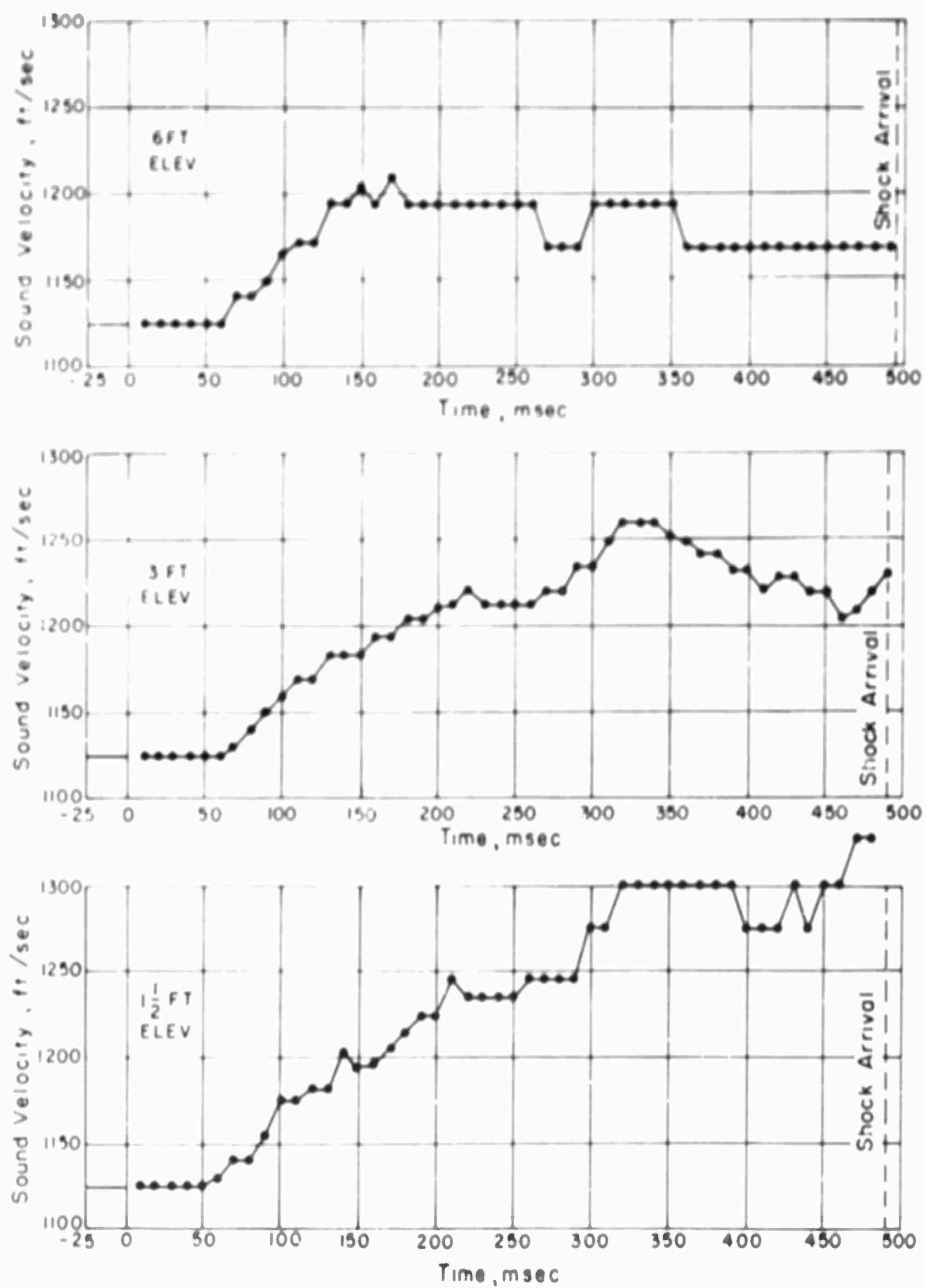 1300
1250
1200
1150
1100
Sound Velocity, ft/sec
6 FT
ELEV
Shock Arrival
-25 0 50 100 150 200 250 300 350 400 450 500
Time, msec
1300
1250
1200
1150
1100
Sound Velocity, ft/sec
3 FT
ELEV
Shock Arrival
-25 0 50 100 150 200 250 300 350 400 450 500
Time, msec
1300
1250
1200
1150
1100
Sound Velocity, ft/sec
1 1/2 FT
ELEV
Shock Arrival
-25 0 50 100 150 200 250 300 350 400 450 500
Time, msec